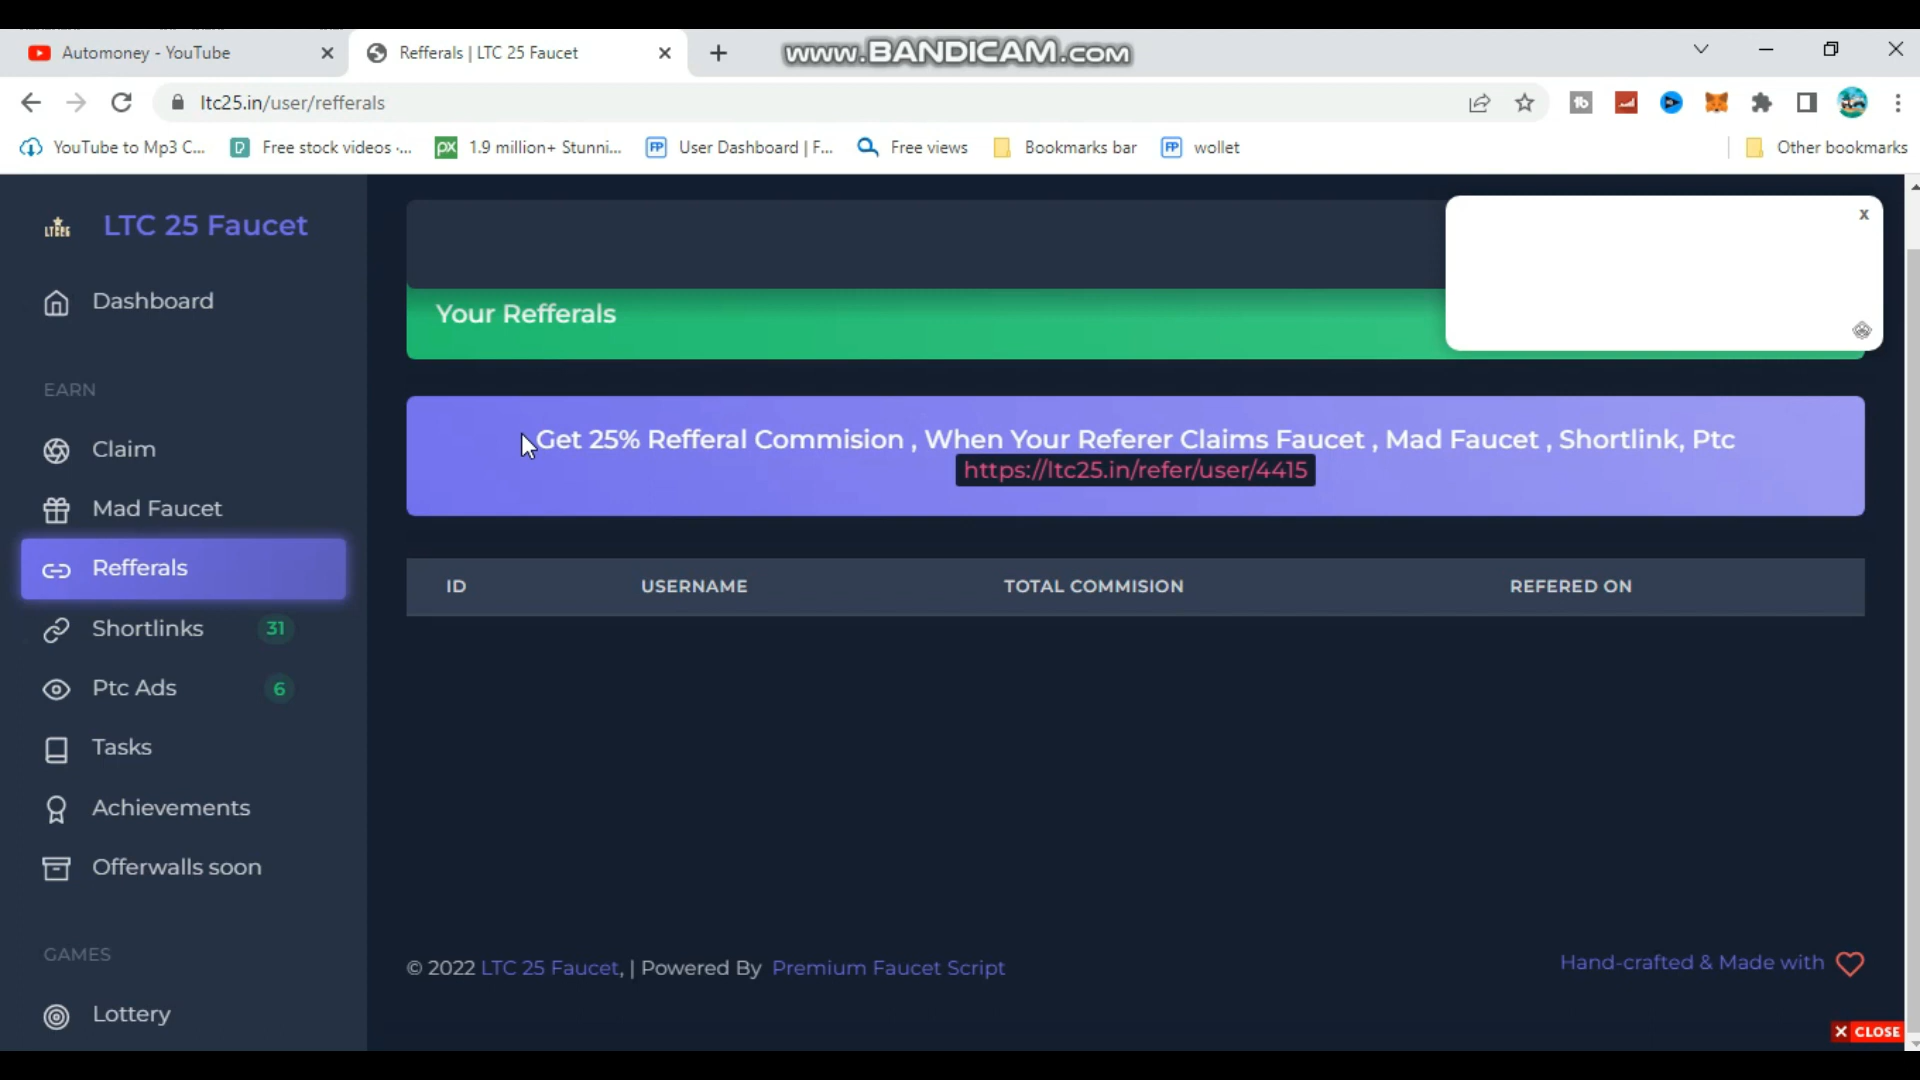 Automoney - YouTube
Refferals | LTC 25 Faucet
www.BANDICAM.com
ltc25.in/user/refferals
YouTube to Mp3 C...
Free stock videos ·...
1.9 million+ Stunni...
User Dashboard | F...
Free views
Bookmarks bar
wollet
Other bookmarks
LTC 25 Faucet
Dashboard
EARN
Claim
Mad Faucet
Refferals
Shortlinks 31
Ptc Ads 6
Tasks
Achievements
Offerwalls soon
GAMES
Lottery
x
Your Refferals
Get 25% Refferal Commision , When Your Referer Claims Faucet , Mad Faucet , Shortlink, Ptc
https://ltc25.in/refer/user/4415
ID USERNAME TOTAL COMMISION REFERED ON
© 2022 LTC 25 Faucet, | Powered By Premium Faucet Script
Hand-crafted & Made with
CLOSE